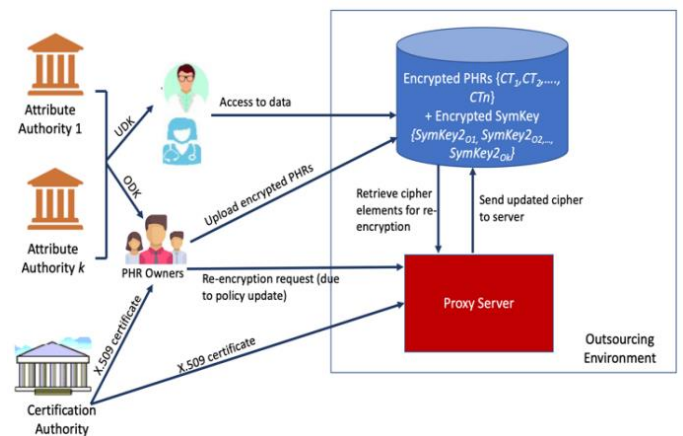 Attribute
Authority 1
Attribute
Authority k
UDK
ODK
Access to data
Upload encrypted PHRs
PHR Owners
Re-encryption request (due
to policy update)
X.509 certificate
X.509 certificate
Certification
Authority
Encrypted PHRs {CT1,CT2,....,
CTn}
+ Encrypted SymKey
{SymKey2O1, SymKey2O2,..,
SymKey2Ok}
Retrieve cipher
elements for re-
encryption
Send updated cipher
to server
Proxy Server
Outsourcing
Environment